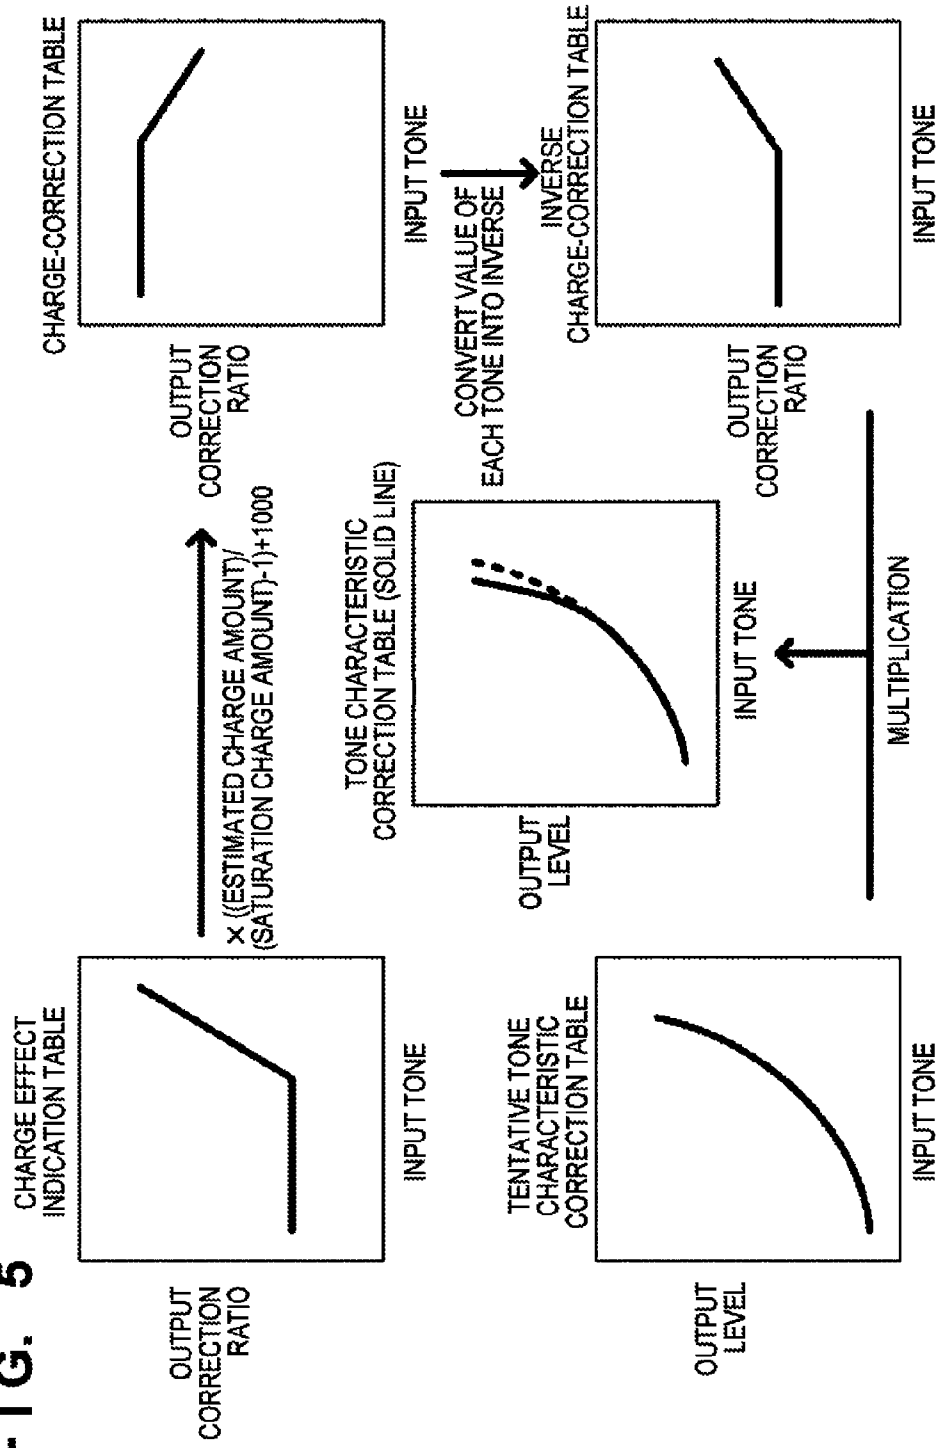 FIG. 5
CHARGE EFFECT
INDICATION TABLE
OUTPUT
CORRECTION
RATIO
INPUT TONE
× ((ESTIMATED CHARGE AMOUNT)/
(SATURATION CHARGE AMOUNT)-1)+1000
CHARGE-CORRECTION TABLE
OUTPUT
CORRECTION
RATIO
INPUT TONE
CONVERT VALUE OF
EACH TONE INTO INVERSE
INVERSE
CHARGE-CORRECTION TABLE
OUTPUT
CORRECTION
RATIO
INPUT TONE
TONE CHARACTERISTIC
CORRECTION TABLE (SOLID LINE)
OUTPUT
LEVEL
INPUT TONE
TENTATIVE TONE
CHARACTERISTIC
CORRECTION TABLE
OUTPUT
LEVEL
INPUT TONE
MULTIPLICATION